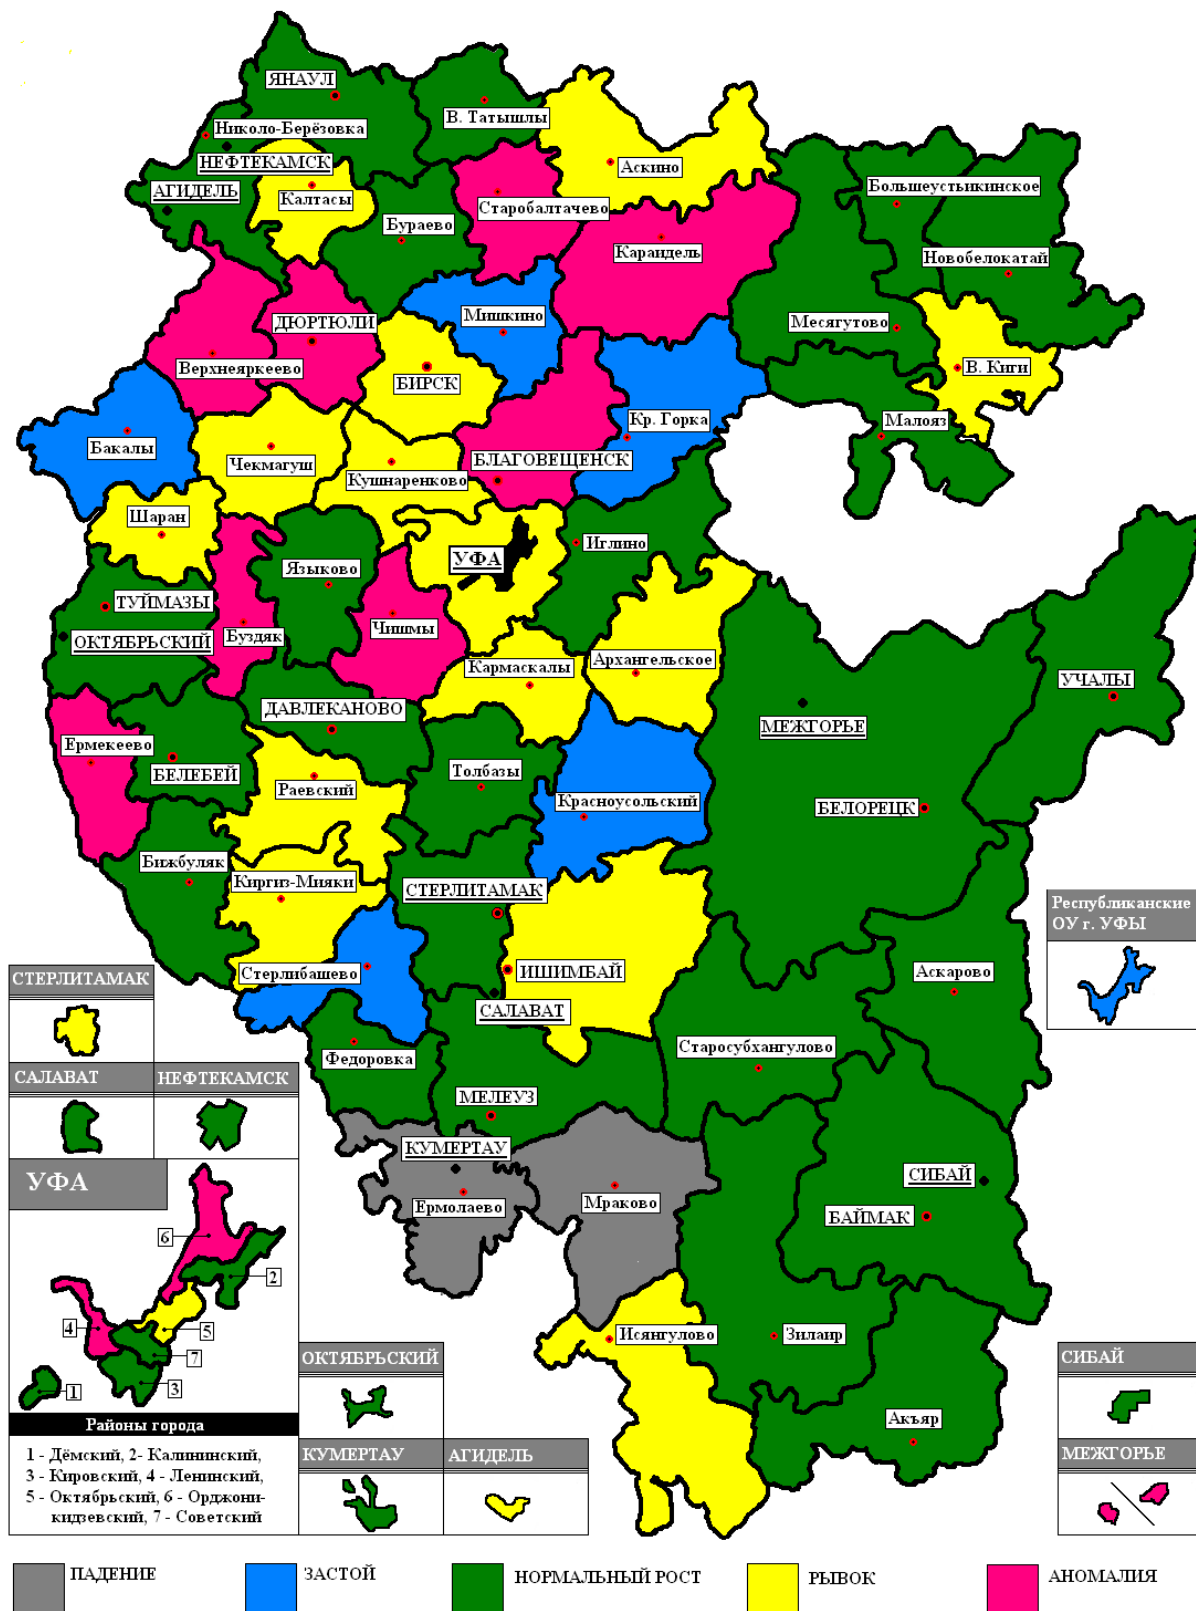 ЯНАУЛ
Николо-Берёзовка
В. Татышлы
НЕФТЕКАМСК
Аскино
АГИДЕЛЬ
Калтасы
Старобалтачево
Большеустьикинское
Бураево
Караидель
Новобелокатай
Мишкино
ДЮРТЮЛИ
Месягутово
Верхнеяркеево
БИРСК
В. Киги
Бакалы
Чекмагуш
Кр. Горка
Малояз
БЛАГОВЕЩЕНСК
Кушнаренково
Шаран
Иглино
УФА
Языково
ТУЙМАЗЫ
ОКТЯБРЬСКИЙ
Буздяк
Чишмы
Кармаскалы
Архангельское
УЧАЛЫ
ДАВЛЕКАНОВО
МЕЖГОРЬЕ
Ермекеево
БЕЛЕБЕЙ
Раевский
Толбазы
Красноусольский
БЕЛОРЕЦК
Бижбуляк
Киргиз-Мияки
СТЕРЛИТАМАК
Республиканские
ОУ г. УФЫ
Стерлибашево
ИШИМБАЙ
Аскарово
СТЕРЛИТАМАК
САЛАВАТ
Федоровка
Старосубхангулово
САЛАВАТ
НЕФТЕКАМСК
МЕЛЕУЗ
КУМЕРТАУ
УФА
Ермолаево
Мраково
СИБАЙ
БАЙМАК
6
2
4
5
7
1
3
Исянгулово
Зилаир
ОКТЯБРЬСКИЙ
СИБАЙ
Районы города
Акъяр
1 - Дёмский, 2- Калининский,
3 - Кировский, 4 - Ленинский,
5 - Октябрьский, 6 - Орджони-
кидзевский, 7 - Советский
КУМЕРТАУ
АГИДЕЛЬ
МЕЖГОРЬЕ
ПАДЕНИЕ
ЗАСТОЙ
НОРМАЛЬНЫЙ РОСТ
РЫВОК
АНОМАЛИЯ